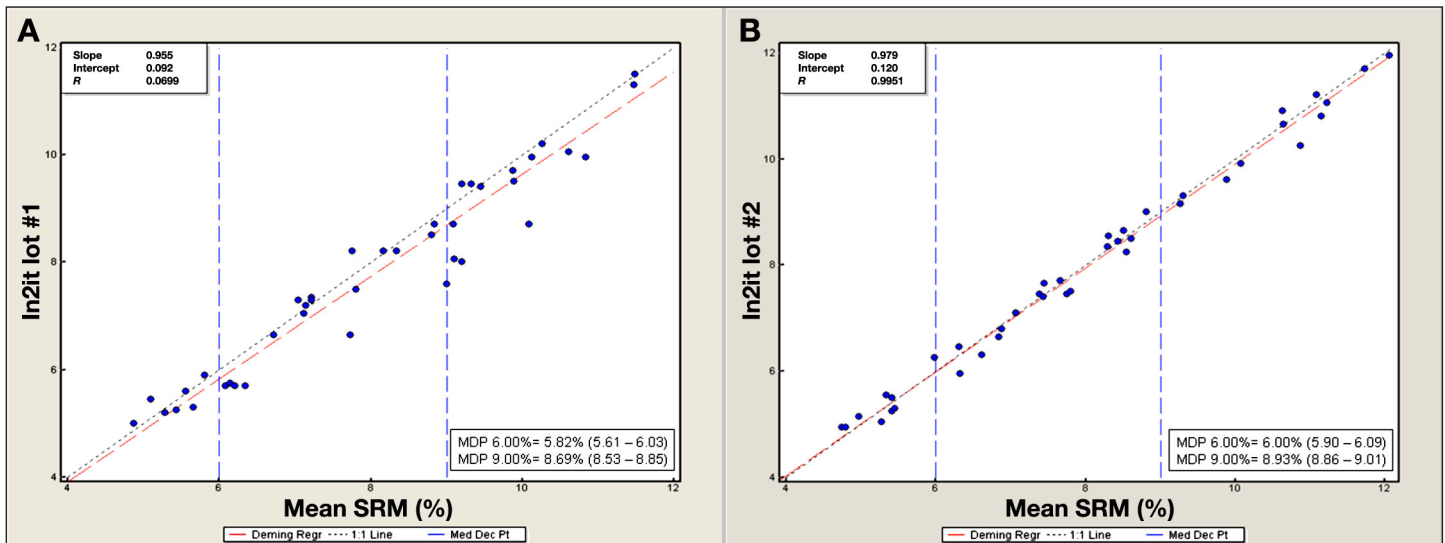 A
Slope 0.955
Intercept 0.092
R 0.0699
12
10
8
6
4
4 6 8 10 12
In2it lot #1
Mean SRM (%)
MDP 6.00%= 5.82% (5.61 – 6.03)
MDP 9.00%= 8.69% (8.53 – 8.85)
Deming Regr 1:1 Line Med Dec Pt
B
Slope 0.979
Intercept 0.120
R 0.9951
12
10
8
6
4
4 6 8 10 12
In2it lot #2
Mean SRM (%)
MDP 6.00%= 6.00% (5.90 – 6.09)
MDP 9.00%= 8.93% (8.86 – 9.01)
Deming Regr 1:1 Line Med Dec Pt